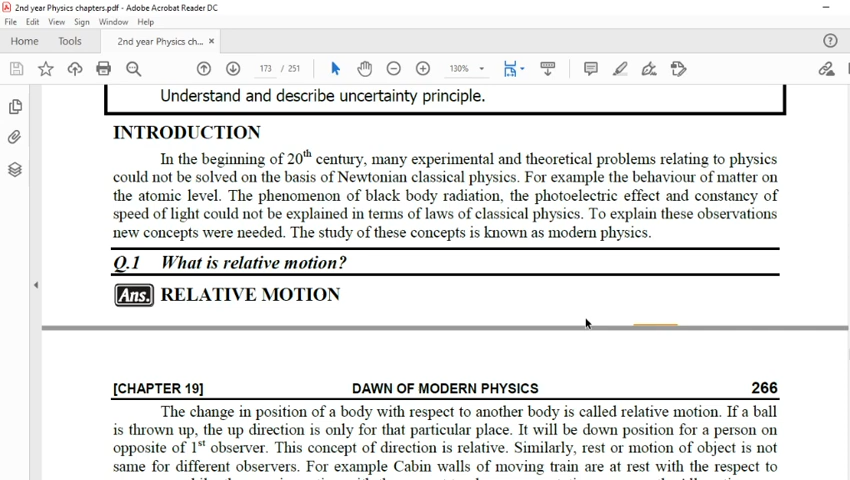 2nd year Physics chapters.pdf - Adobe Acrobat Reader DC
File Edit View Sign Window Help
Home Tools 2nd year Physics ch... ×
173 / 251 130%
Understand and describe uncertainty principle.
INTRODUCTION
In the beginning of 20th century, many experimental and theoretical problems relating to physics
could not be solved on the basis of Newtonian classical physics. For example the behaviour of matter on
the atomic level. The phenomenon of black body radiation, the photoelectric effect and constancy of
speed of light could not be explained in terms of laws of classical physics. To explain these observations
new concepts were needed. The study of these concepts is known as modern physics.
Q.1 What is relative motion?
Ans. RELATIVE MOTION
[CHAPTER 19] DAWN OF MODERN PHYSICS 266
The change in position of a body with respect to another body is called relative motion. If a ball
is thrown up, the up direction is only for that particular place. It will be down position for a person on
opposite of 1st observer. This concept of direction is relative. Similarly, rest or motion of object is not
same for different observers. For example Cabin walls of moving train are at rest with the respect to